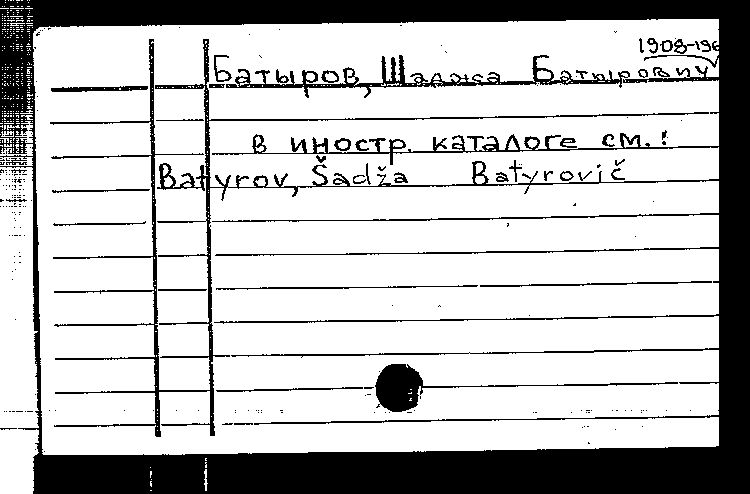 1908-196
Батыров, Шаджа Батырович
в иностр. каталоге см.:
Batyrov, Šadža Batyrovič